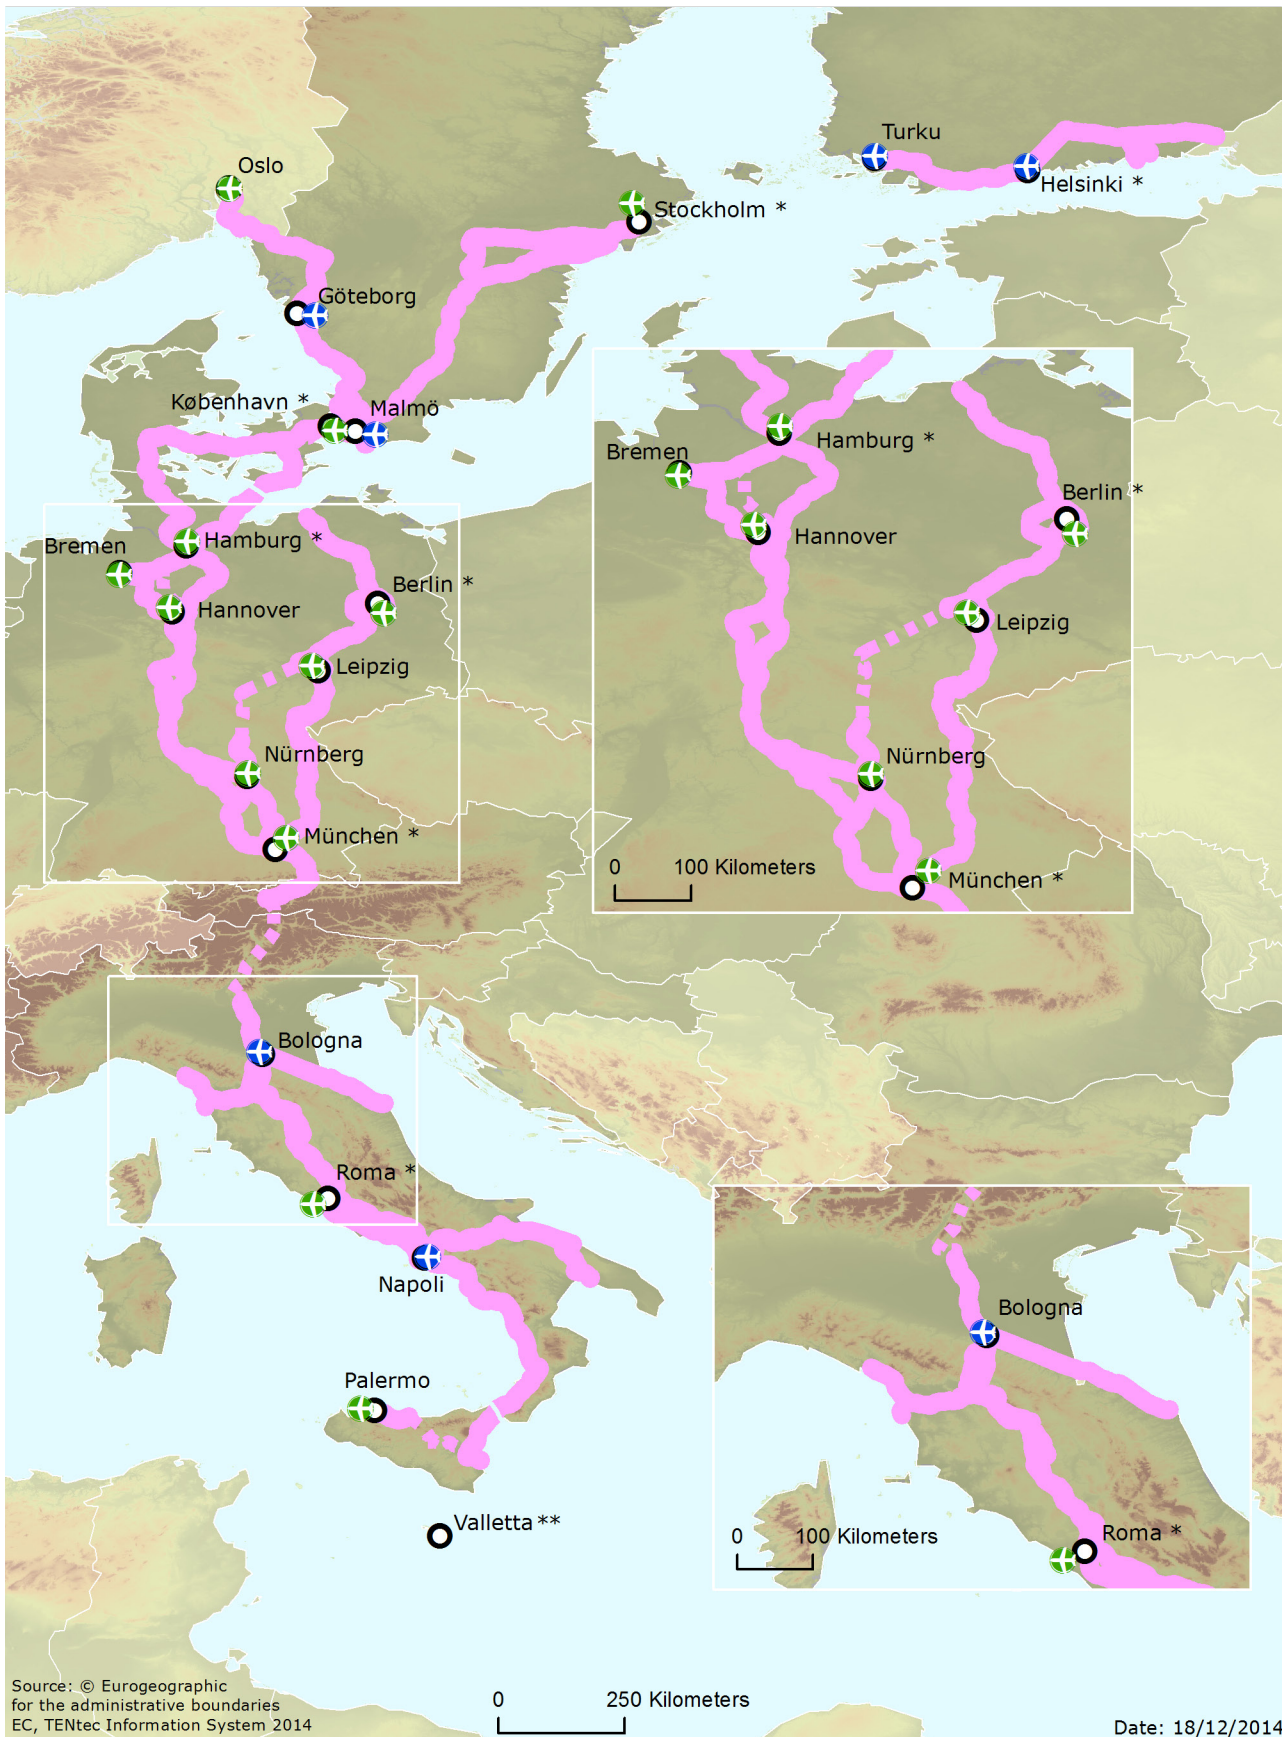 Turku
Oslo
Helsinki *
Stockholm *
Göteborg
København *
Malmö
Hamburg *
Bremen
Berlin *
Hannover
Leipzig
Nürnberg
München *
0 100 Kilometers
Bremen
Hamburg *
Berlin *
Hannover
Leipzig
Nürnberg
München *
Bologna
Roma *
Napoli
Palermo
Valletta **
Bologna
0 100 Kilometers
Roma *
Source: © Eurogeographic
for the administrative boundaries
EC, TENtec Information System 2014
0 250 Kilometers
Date: 18/12/2014